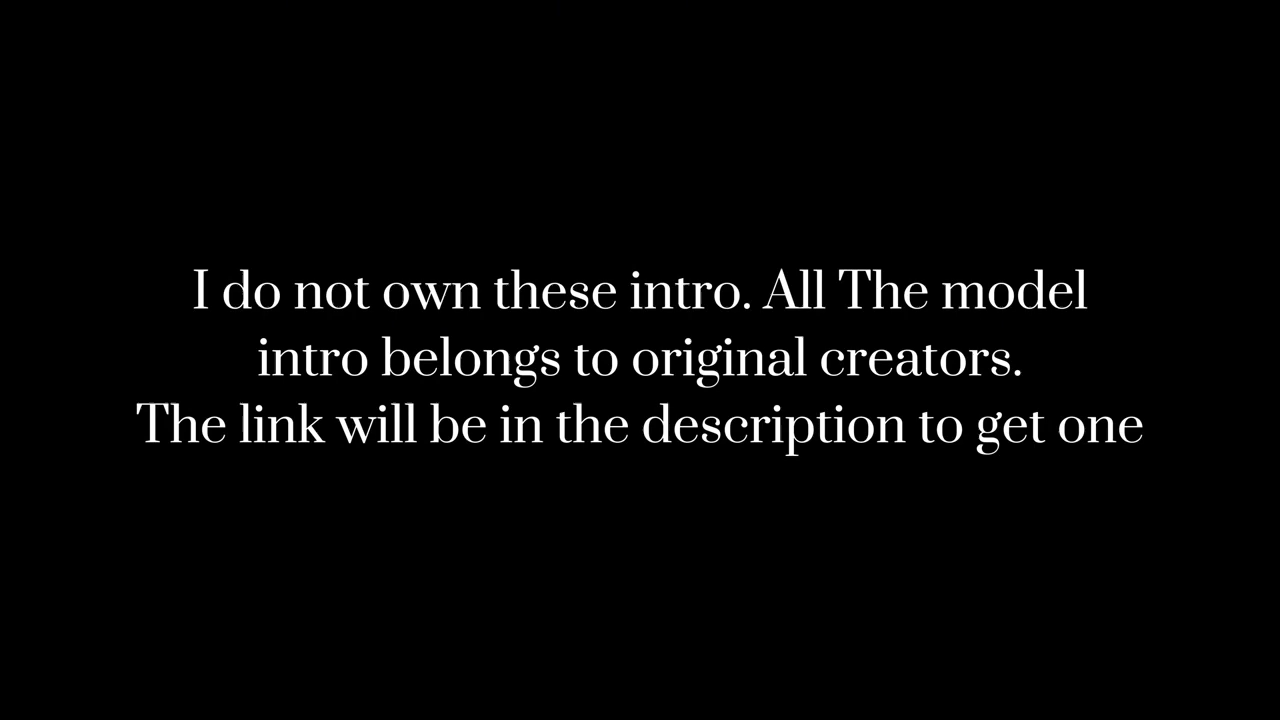 I do not own these intro. All The model
intro belongs to original creators.
The link will be in the description to get one